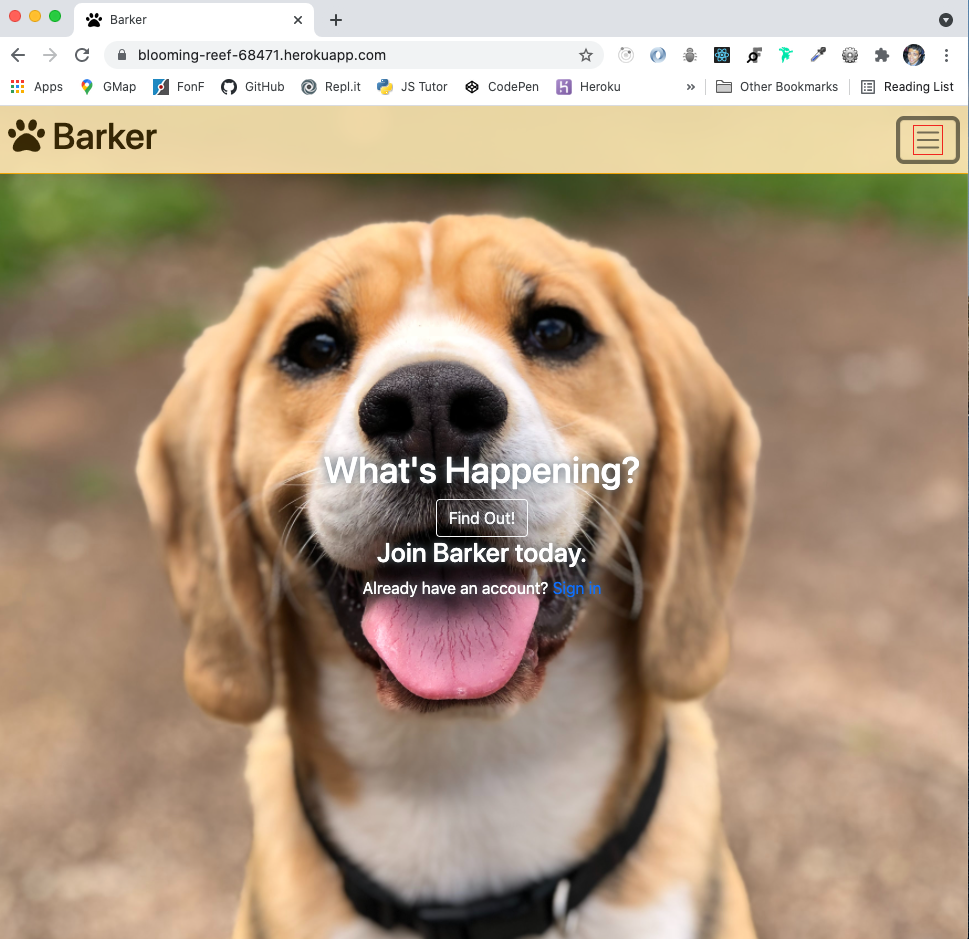 Barker
blooming-reef-68471.herokuapp.com
Apps GMap FonF GitHub Repl.it JS Tutor CodePen Heroku » Other Bookmarks Reading List
Barker
What's Happening?
Find Out!
Join Barker today.
Already have an account? Sign in